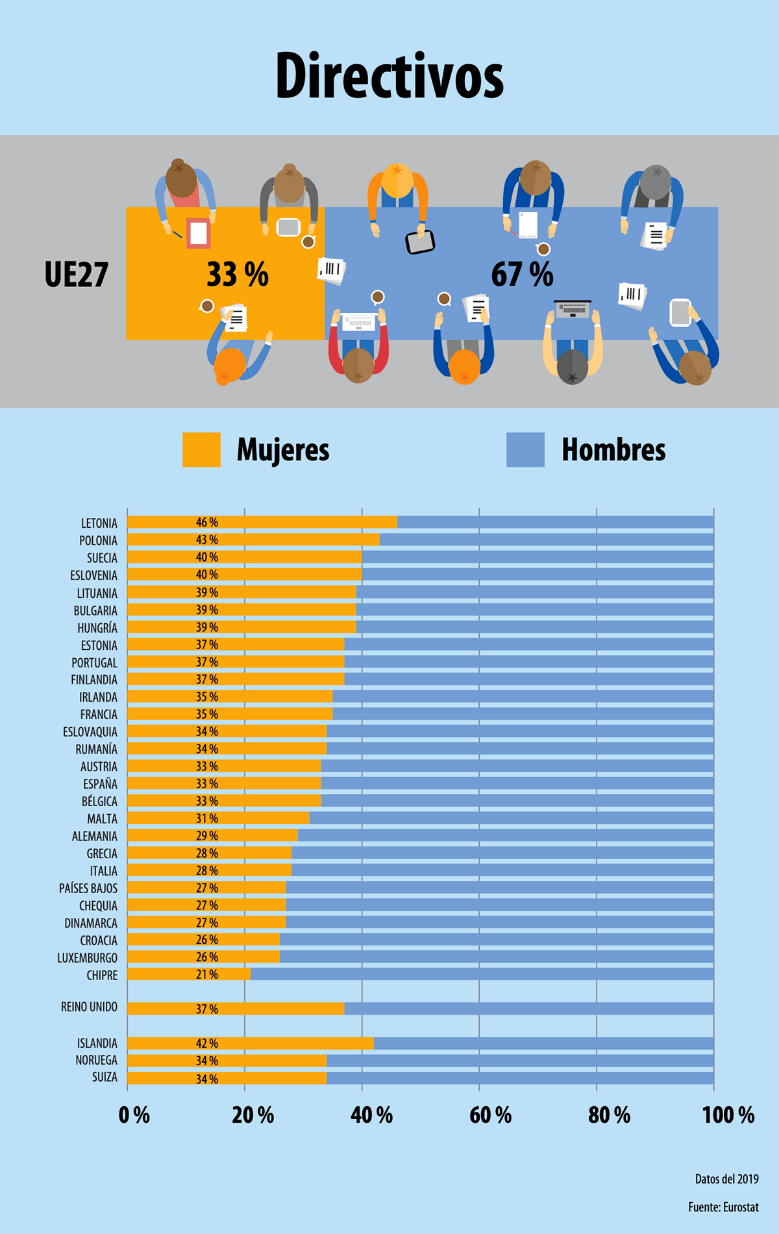 Directivos
UE27
33 %
67 %
Mujeres
Hombres
LETONIA 46 %
POLONIA 43 %
SUECIA 40 %
ESLOVENIA 40 %
LITUANIA 39 %
BULGARIA 39 %
HUNGRÍA 39 %
ESTONIA 37 %
PORTUGAL 37 %
FINLANDIA 37 %
IRLANDA 35 %
FRANCIA 35 %
ESLOVAQUIA 34 %
RUMANÍA 34 %
AUSTRIA 33 %
ESPAÑA 33 %
BÉLGICA 33 %
MALTA 31 %
ALEMANIA 29 %
GRECIA 28 %
ITALIA 28 %
PAÍSES BAJOS 27 %
CHEQUIA 27 %
DINAMARCA 27 %
CROACIA 26 %
LUXEMBURGO 26 %
CHIPRE 21 %
REINO UNIDO 37 %
ISLANDIA 42 %
NORUEGA 34 %
SUIZA 34 %
0 % 20 % 40 % 60 % 80 % 100 %
Datos del 2019
Fuente: Eurostat